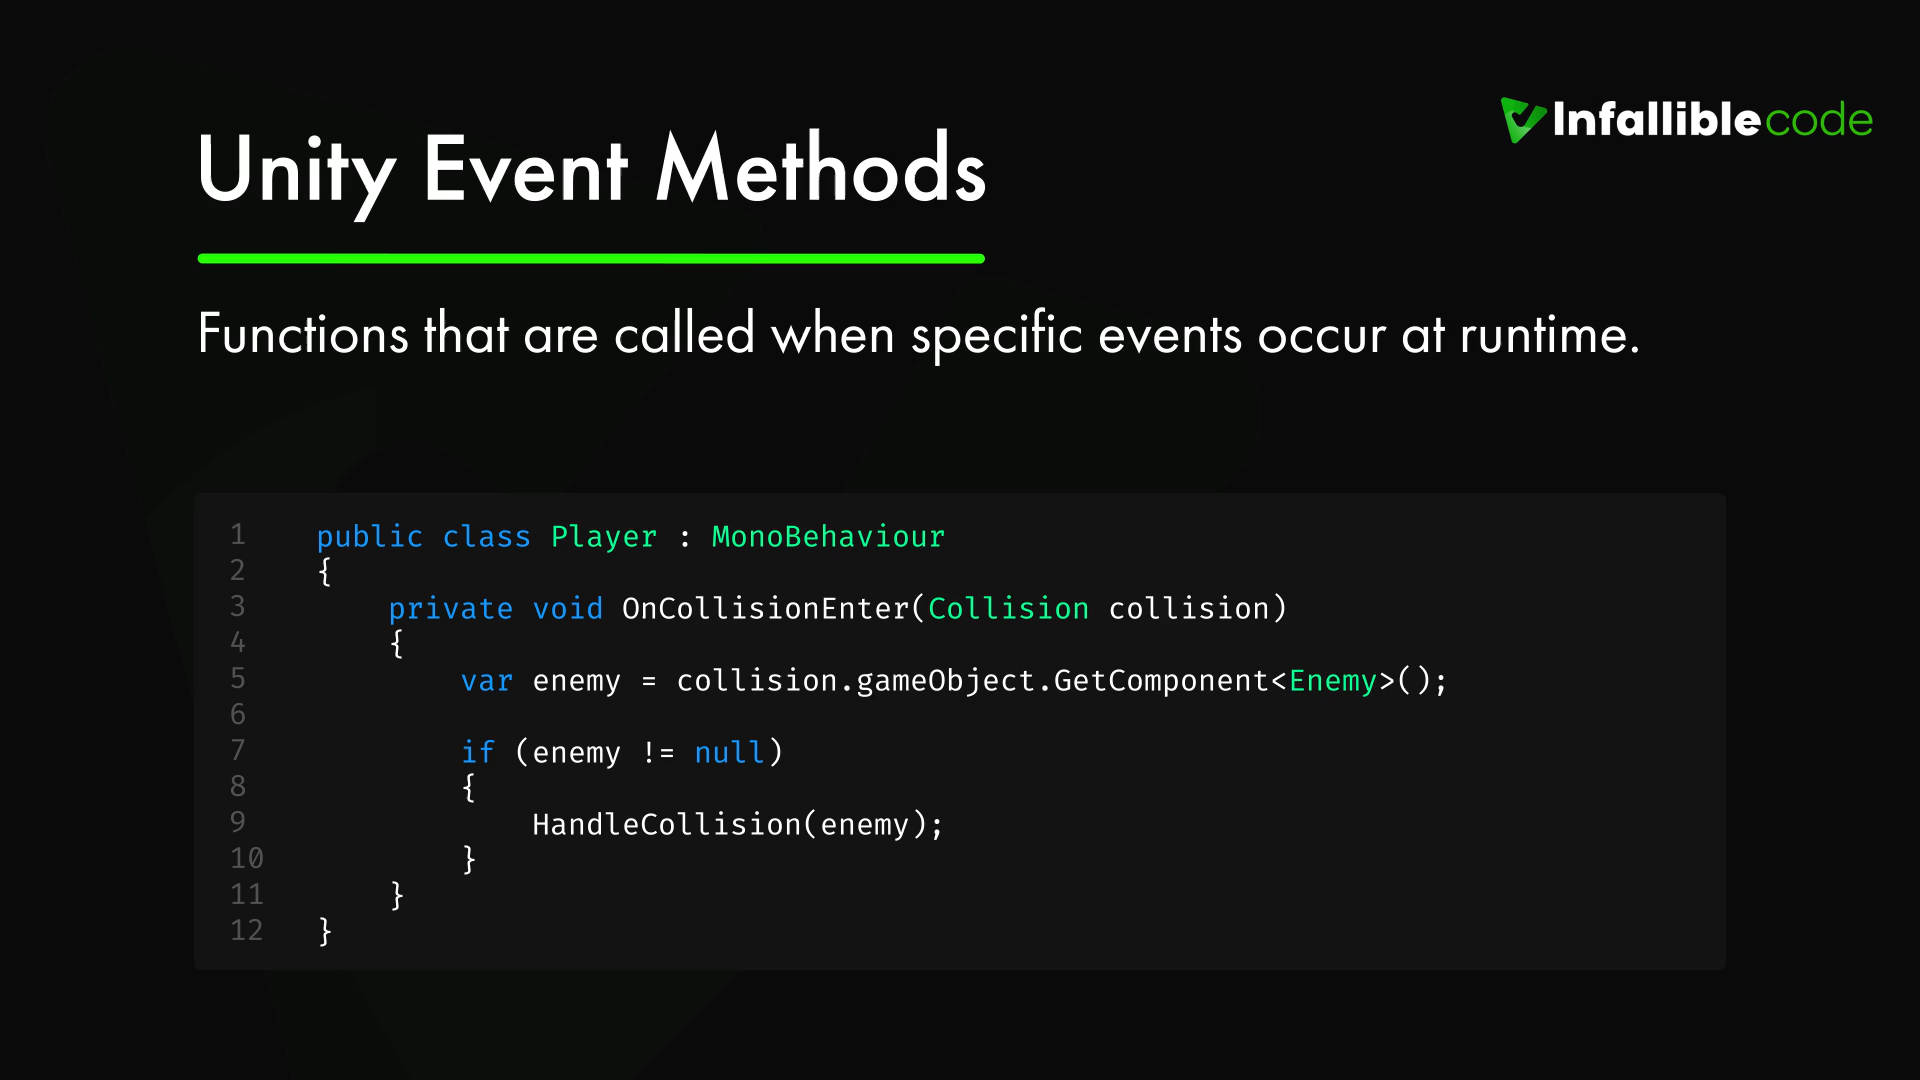 Infalliblecode
Unity Event Methods
Functions that are called when specific events occur at runtime.
1 public class Player : MonoBehaviour
2 {
3     private void OnCollisionEnter(Collision collision)
4     {
5         var enemy = collision.gameObject.GetComponent<Enemy>();
6
7         if (enemy != null)
8         {
9             HandleCollision(enemy);
10         }
11     }
12 }